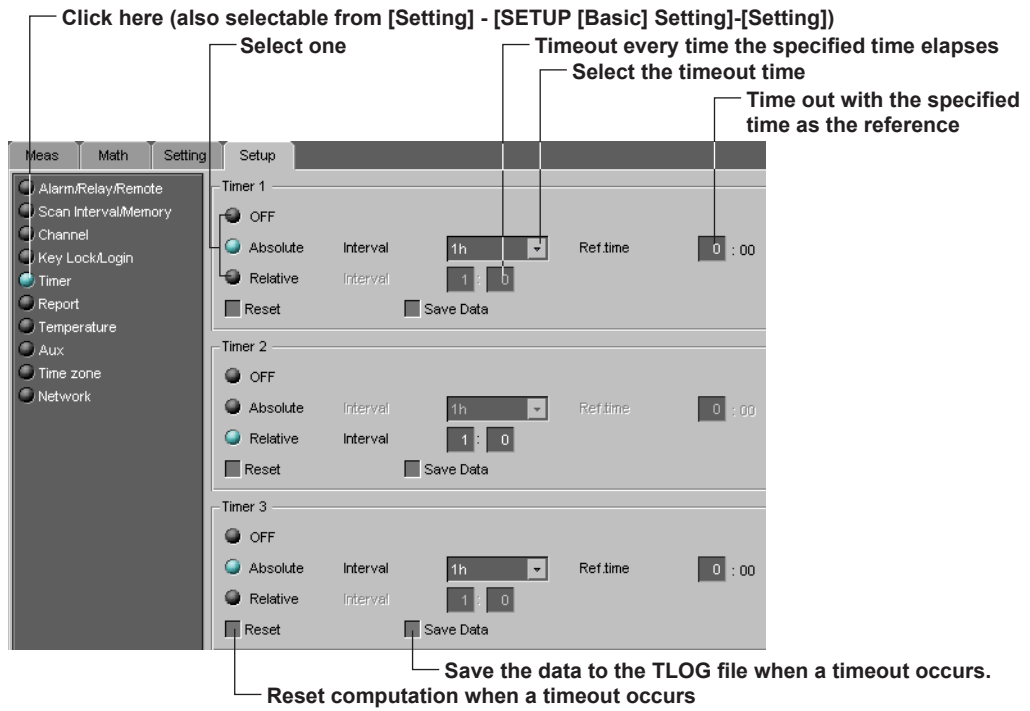 Click here (also selectable from [Setting] - [SETUP [Basic] Setting]-[Setting])
Select one
Timeout every time the specified time elapses
Select the timeout time
Time out with the specified
time as the reference
Meas Math Setting Setup
Alarm/Relay/Remote
Scan Interval/Memory
Channel
Key Lock/Login
Timer
Report
Temperature
Aux
Time zone
Network
Timer 1
OFF
Absolute Interval 1h Ref.time 0 : 00
Relative Interval 1 : 0
Reset Save Data
Timer 2
OFF
Absolute Interval 1h Ref.time 0 : 00
Relative Interval 1 : 0
Reset Save Data
Timer 3
OFF
Absolute Interval 1h Ref.time 0 : 00
Relative Interval 1 : 0
Reset Save Data
Save the data to the TLOG file when a timeout occurs.
Reset computation when a timeout occurs